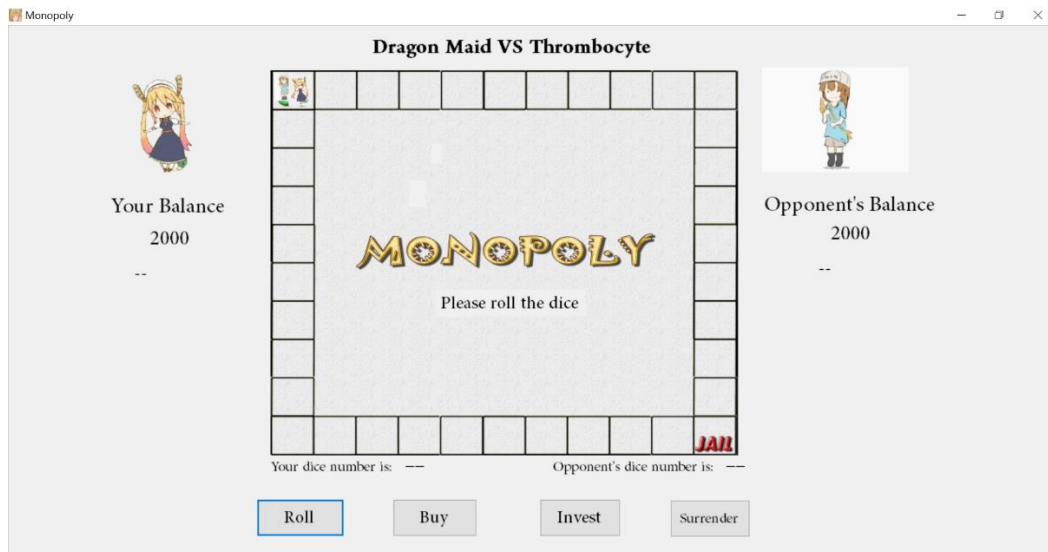 Monopoly
Dragon Maid VS Thrombocyte
Your Balance
2000
--
Opponent's Balance
2000
--
MONOPOLY
Please roll the dice
JAIL
Your dice number is: --
Opponent's dice number is: --
Roll
Buy
Invest
Surrender